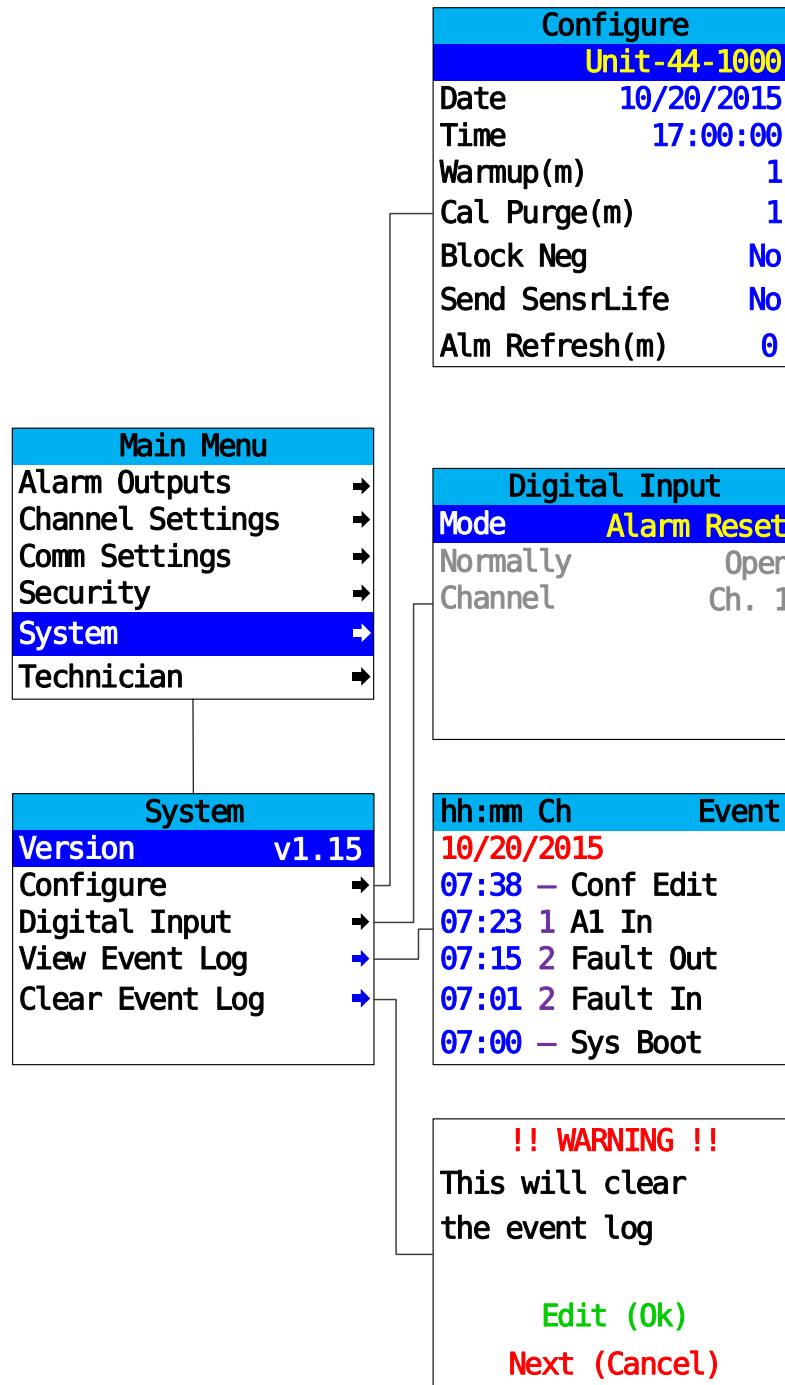 Configure
Unit-44-1000
Date 10/20/2015
Time 17:00:00
Warmup(m) 1
Cal Purge(m) 1
Block Neg No
Send SensrLife No
Alm Refresh(m) 0
Main Menu
Alarm Outputs
Channel Settings
Comm Settings
Security
System
Technician
Digital Input
Mode Alarm Reset
Normally Open
Channel Ch. 1
System
Version v1.15
Configure
Digital Input
View Event Log
Clear Event Log
hh:mm Ch Event
10/20/2015
07:38 – Conf Edit
07:23 1 A1 In
07:15 2 Fault Out
07:01 2 Fault In
07:00 – Sys Boot
!! WARNING !!
This will clear
the event log
Edit (Ok)
Next (Cancel)